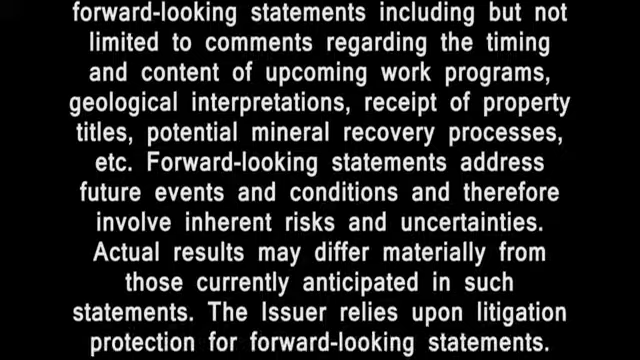 forward-looking statements including but not
limited to comments regarding the timing
and content of upcoming work programs,
geological interpretations, receipt of property
titles, potential mineral recovery processes,
etc. Forward-looking statements address
future events and conditions and therefore
involve inherent risks and uncertainties.
Actual results may differ materially from
those currently anticipated in such
statements. The Issuer relies upon litigation
protection for forward-looking statements.